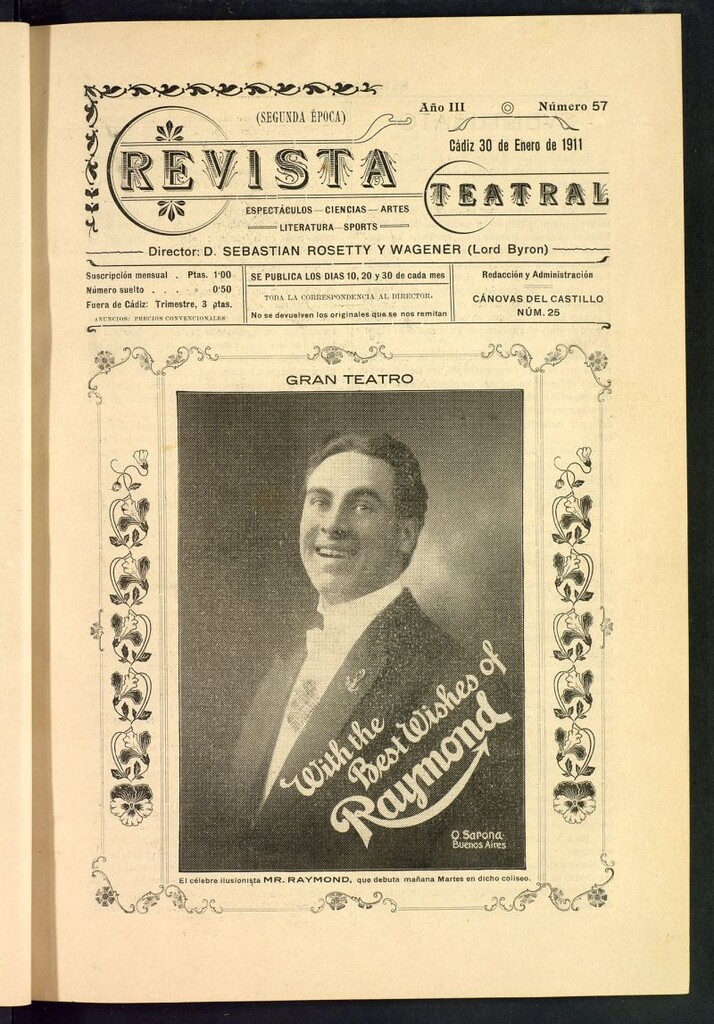 (SEGUNDA ÉPOCA)
Año III Número 57
Cádiz 30 de Enero de 1911
REVISTA
TEATRAL
ESPECTÁCULOS — CIENCIAS — ARTES
LITERATURA — SPORTS
Director: D. SEBASTIAN ROSETTY Y WAGENER (Lord Byron)
Suscripción mensual . Ptas. 1'00
Número suelto . . . . . 0'50
Fuera de Cádiz: Trimestre, 3 ptas.
ANUNCIOS: PRECIOS CONVENCIONALES
SE PUBLICA LOS DIAS 10, 20 y 30 de cada mes
TODA LA CORRESPONDENCIA AL DIRECTOR.
No se devuelven los originales que se nos remitan
Redacción y Administración
CÁNOVAS DEL CASTILLO
NÚM. 25
GRAN TEATRO
With the
Best Wishes of
Raymond
O. Sarona
Buenos Aires
El célebre ilusionista MR. RAYMOND, que debuta mañana Martes en dicho coliseo.